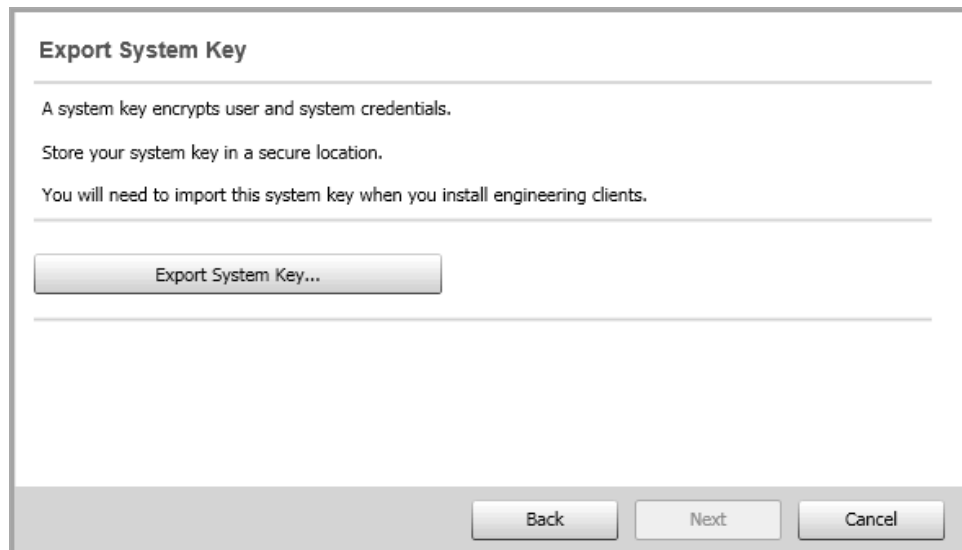 Export System Key
A system key encrypts user and system credentials.
Store your system key in a secure location.
You will need to import this system key when you install engineering clients.
Export System Key...
Back Next Cancel